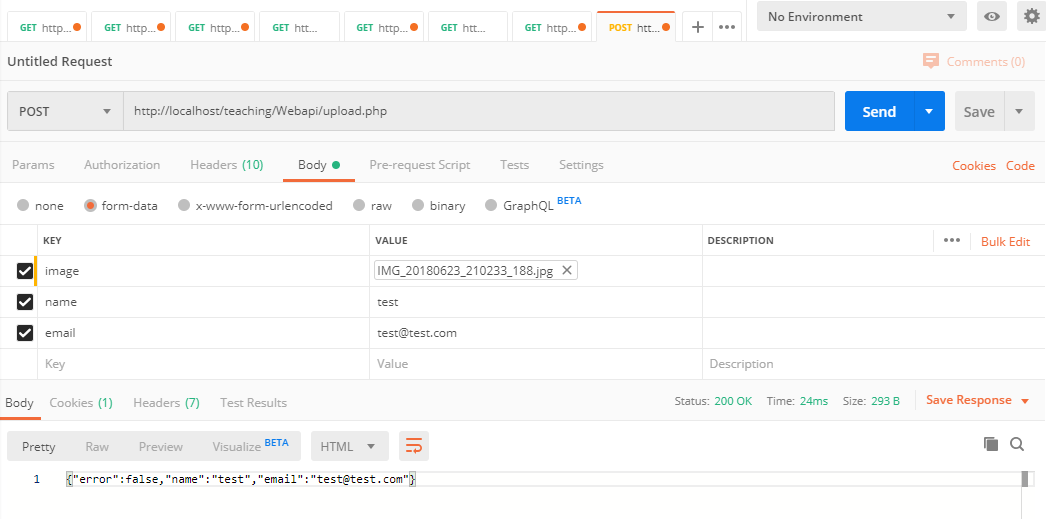 GET http... GET http... GET http... GET htt... GET http... GET htt... GET http... POST htt... + ••• No Environment
Untitled Request Comments (0)
POST http://localhost/teaching/Webapi/upload.php Send Save
Params Authorization Headers (10) Body Pre-request Script Tests Settings Cookies Code
none form-data x-www-form-urlencoded raw binary GraphQL BETA
KEY VALUE DESCRIPTION ••• Bulk Edit
image IMG_20180623_210233_188.jpg ✕
name test
email test@test.com
Key Value Description
Body Cookies (1) Headers (7) Test Results Status: 200 OK Time: 24ms Size: 293 B Save Response
Pretty Raw Preview Visualize BETA HTML
1 {"error":false,"name":"test","email":"test@test.com"}